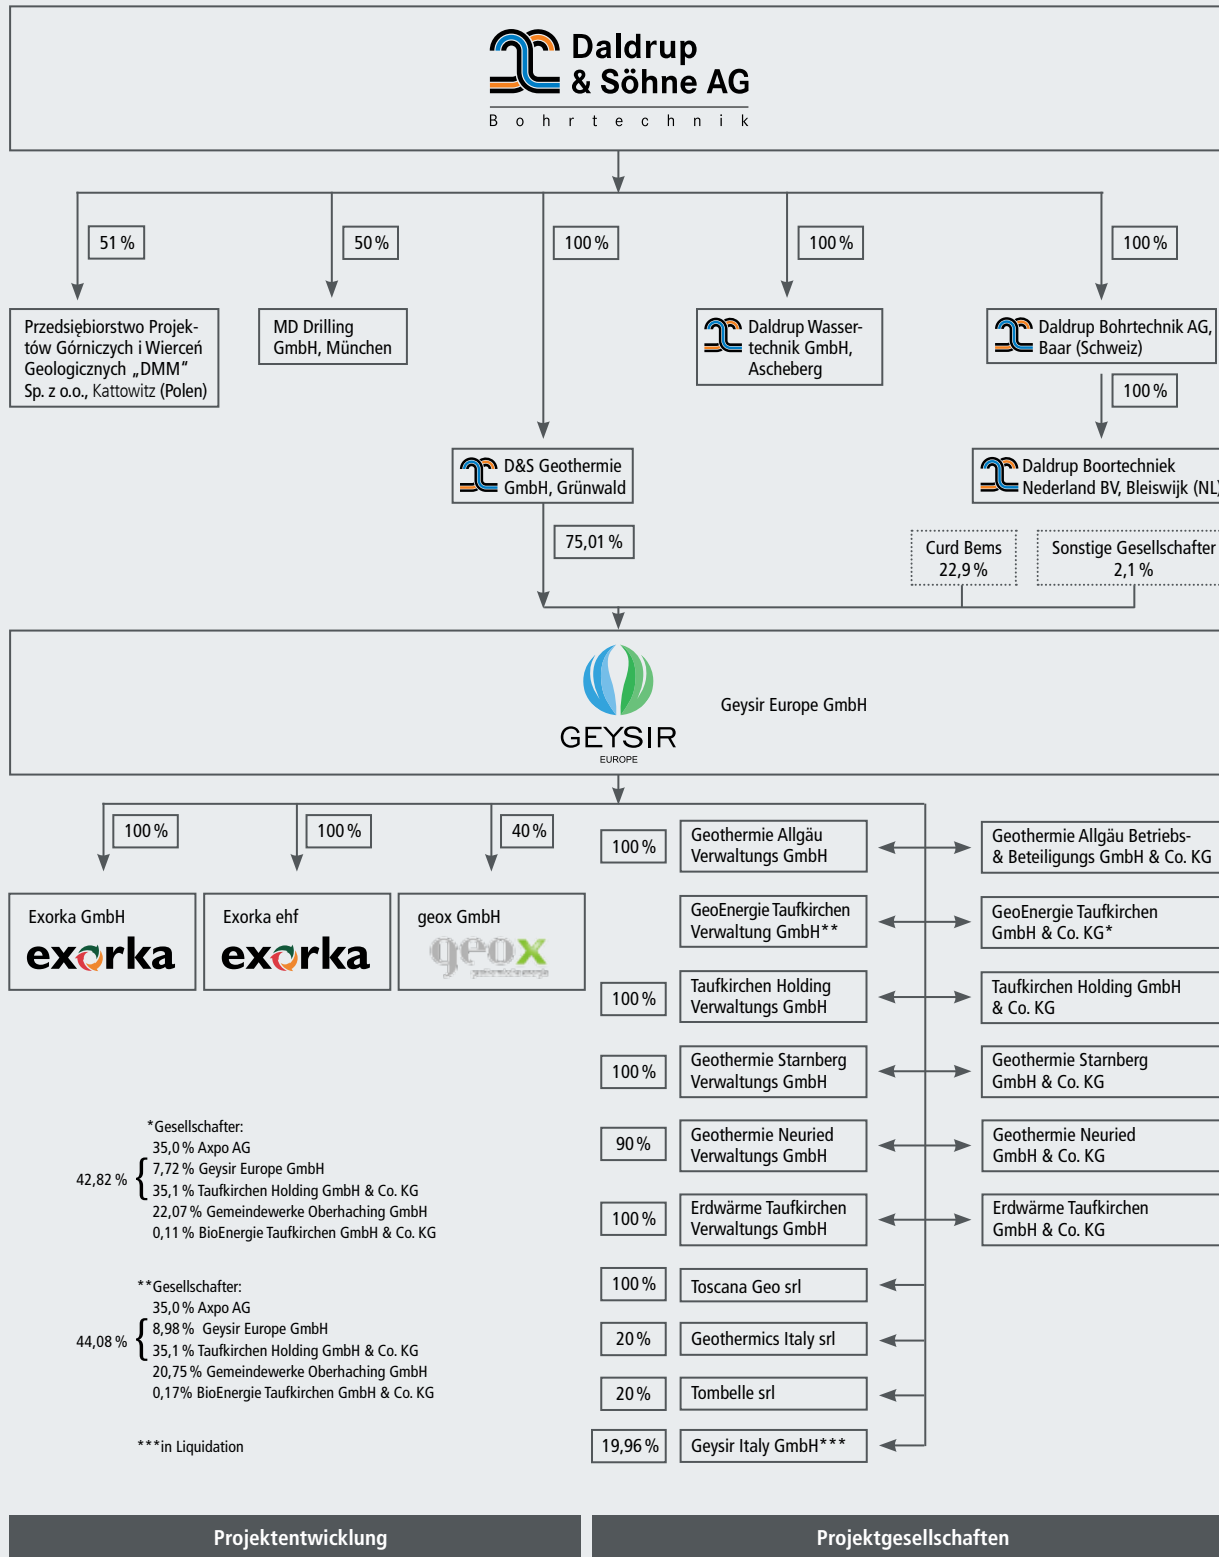 Daldrup
& Söhne AG
Bohrtechnik
51 %
50 %
100 %
100 %
100 %
Przedsiębiorstwo Projek-
tów Górniczych i Wierceń
Geologicznych „DMM“
Sp. z o.o., Kattowitz (Polen)
MD Drilling
GmbH, München
Daldrup Wasser-
technik GmbH,
Ascheberg
Daldrup Bohrtechnik AG,
Baar (Schweiz)
100 %
D&S Geothermie
GmbH, Grünwald
Daldrup Boortechniek
Nederland BV, Bleiswijk (NL)
75,01 %
Curd Bems
22,9 %
Sonstige Gesellschafter
2,1 %
GEYSIR
EUROPE
Geysir Europe GmbH
100 %
100 %
40 %
Exorka GmbH
exorka
Exorka ehf
exorka
geox GmbH
geox
100 %
Geothermie Allgäu
Verwaltungs GmbH
Geothermie Allgäu Betriebs-
& Beteiligungs GmbH & Co. KG
GeoEnergie Taufkirchen
Verwaltung GmbH**
GeoEnergie Taufkirchen
GmbH & Co. KG*
100 %
Taufkirchen Holding
Verwaltungs GmbH
Taufkirchen Holding GmbH
& Co. KG
100 %
Geothermie Starnberg
Verwaltungs GmbH
Geothermie Starnberg
GmbH & Co. KG
90 %
Geothermie Neuried
Verwaltungs GmbH
Geothermie Neuried
GmbH & Co. KG
100 %
Erdwärme Taufkirchen
Verwaltungs GmbH
Erdwärme Taufkirchen
GmbH & Co. KG
100 %
Toscana Geo srl
20 %
Geothermics Italy srl
20 %
Tombelle srl
19,96 %
Geysir Italy GmbH***
*Gesellschafter:
35,0 % Axpo AG
42,82 % { 7,72 % Geysir Europe GmbH
35,1 % Taufkirchen Holding GmbH & Co. KG
22,07 % Gemeindewerke Oberhaching GmbH
0,11 % BioEnergie Taufkirchen GmbH & Co. KG
**Gesellschafter:
35,0 % Axpo AG
44,08 % { 8,98 % Geysir Europe GmbH
35,1 % Taufkirchen Holding GmbH & Co. KG
20,75 % Gemeindewerke Oberhaching GmbH
0,17% BioEnergie Taufkirchen GmbH & Co. KG
***in Liquidation
Projektentwicklung
Projektgesellschaften